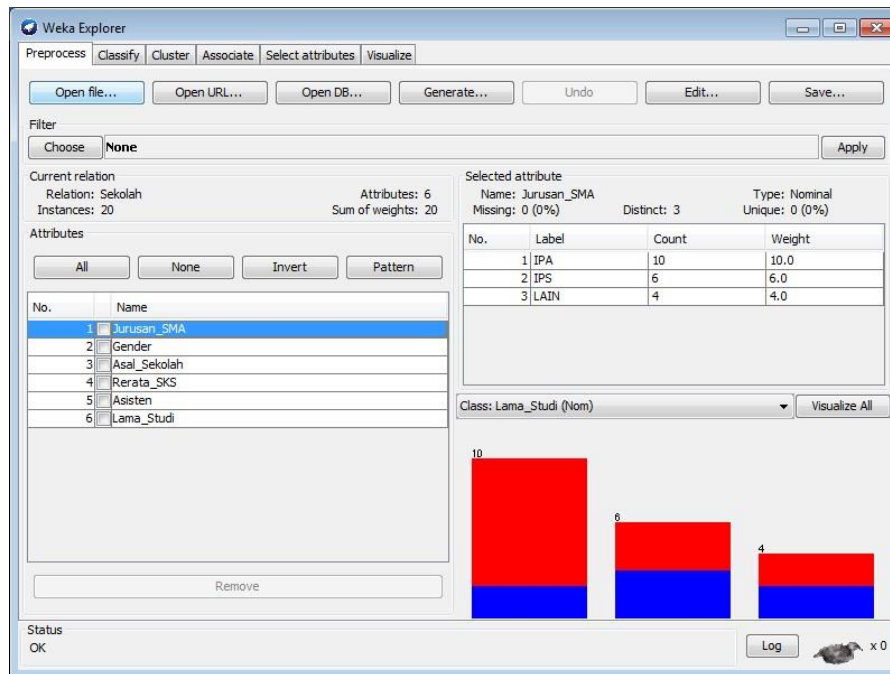 Weka Explorer
Preprocess Classify Cluster Associate Select attributes Visualize
Open file... Open URL... Open DB... Generate... Undo Edit... Save...
Filter
Choose None Apply
Current relation
Relation: Sekolah Attributes: 6
Instances: 20 Sum of weights: 20
Attributes
All None Invert Pattern
No. Name
1 Jurusan_SMA
2 Gender
3 Asal_Sekolah
4 Rerata_SKS
5 Asisten
6 Lama_Studi
Remove
Selected attribute
Name: Jurusan_SMA Type: Nominal
Missing: 0 (0%) Distinct: 3 Unique: 0 (0%)
No. Label Count Weight
1 IPA 10 10.0
2 IPS 6 6.0
3 LAIN 4 4.0
Class: Lama_Studi (Nom) Visualize All
10
6
4
Status
OK Log x 0